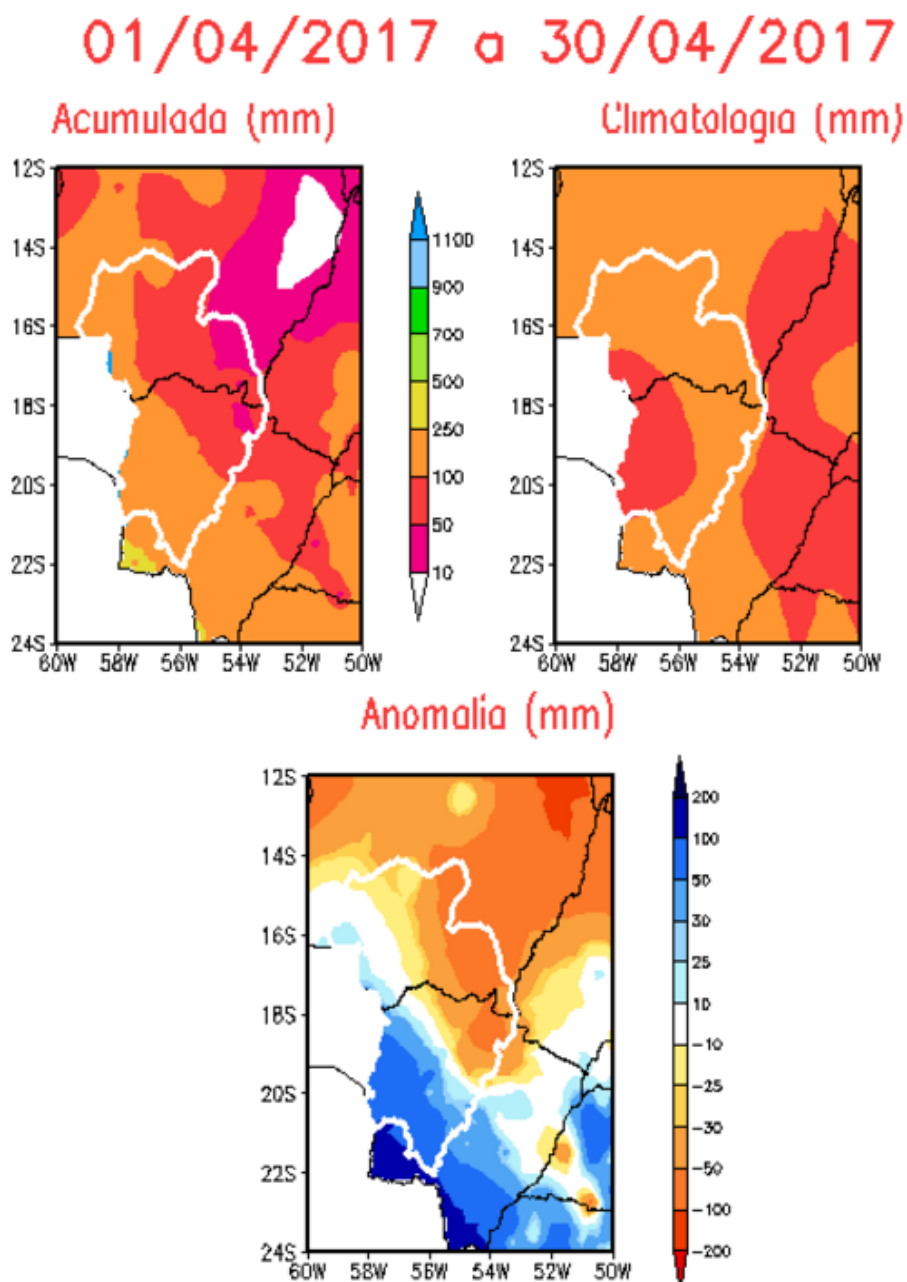 01/04/2017 a 30/04/2017
Acumulada (mm)
Climatologia (mm)
12S
14S
16S
18S
20S
22S
24S
60W 58W 56W 54W 52W 50W
1100
900
700
500
250
100
50
10
12S
14S
16S
18S
20S
22S
24S
60W 58W 56W 54W 52W 50W
Anomalia (mm)
12S
14S
16S
18S
20S
22S
24S
60W 58W 56W 54W 52W 50W
200
100
50
30
25
10
-10
-25
-30
-50
-100
-200